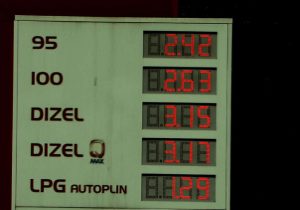 95 2.42
100 2.63
DIZEL 3.15
DIZEL Q MAX 3.17
LPG AUTOPLIN 1.29